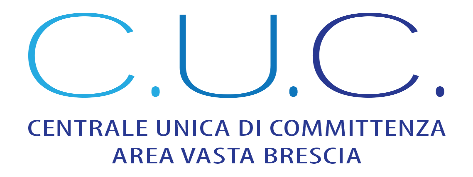 C.U.C.
CENTRALE UNICA DI COMMITTENZA
AREA VASTA BRESCIA